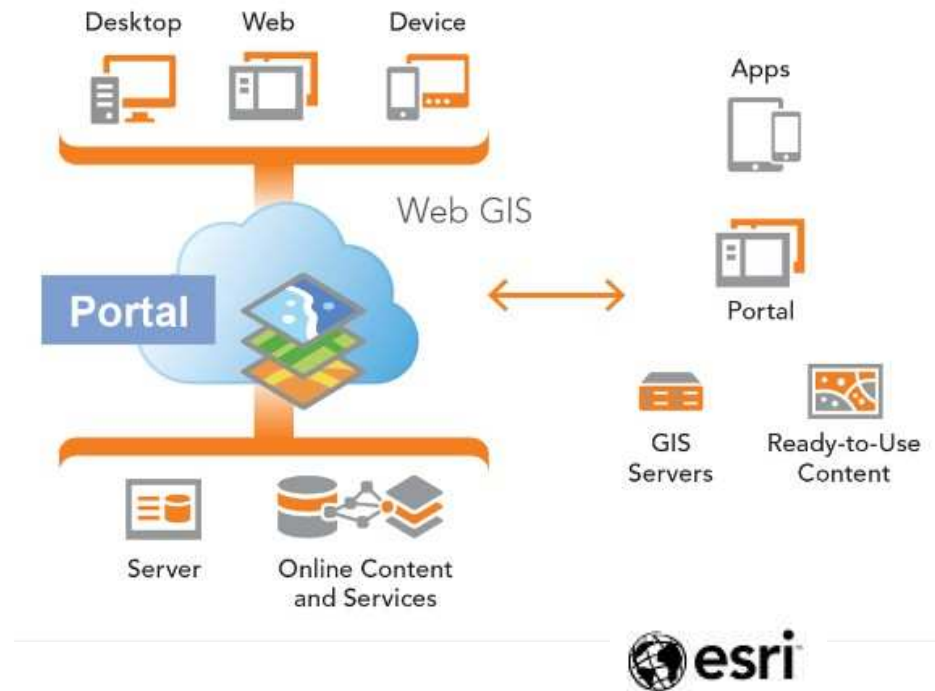 Desktop
Web
Device
Apps
Web GIS
Portal
Portal
GIS
Servers
Ready-to-Use
Content
Server
Online Content
and Services
esri